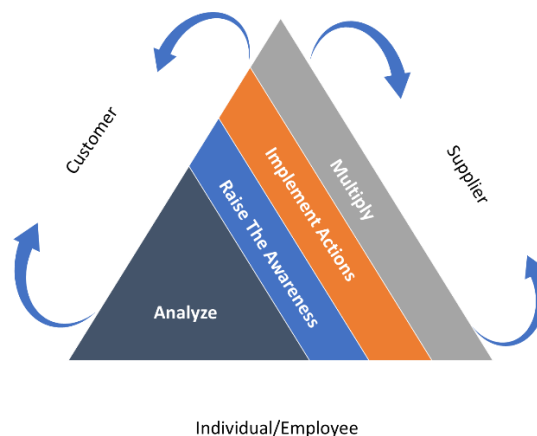 Customer
Supplier
Multiply
Implement Actions
Raise The Awareness
Analyze
Individual/Employee